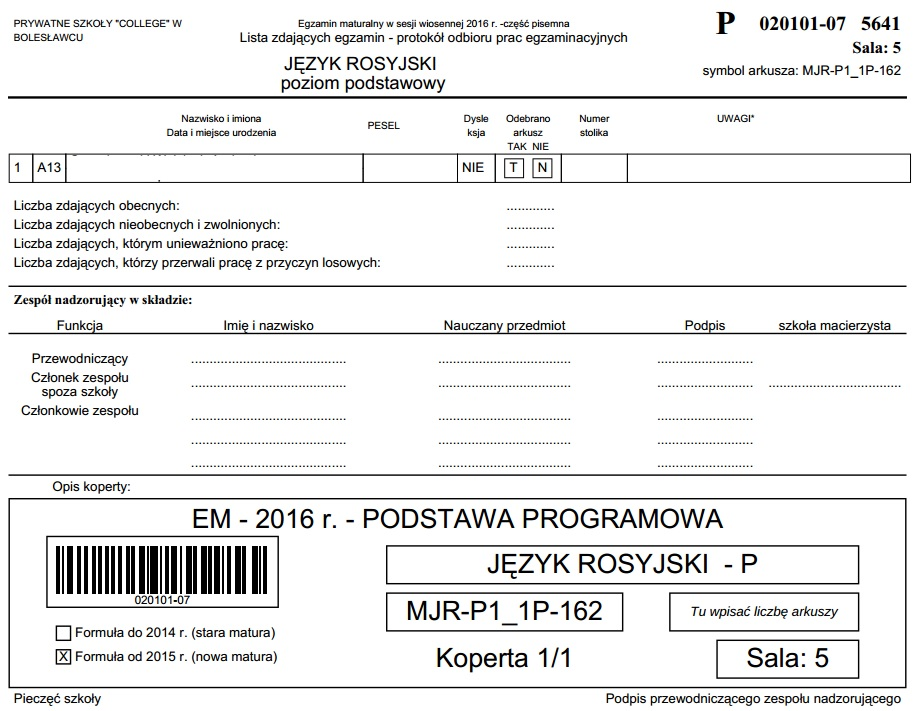 PRYWATNE SZKOŁY "COLLEGE" W
BOLESŁAWCU
Egzamin maturalny w sesji wiosennej 2016 r. -część pisemna
Lista zdających egzamin - protokół odbioru prac egzaminacyjnych
JĘZYK ROSYJSKI
poziom podstawowy
P 020101-07 5641
Sala: 5
symbol arkusza: MJR-P1_1P-162
Nazwisko i imiona
Data i miejsce urodzenia
PESEL
Dysle
ksja
Odebrano
arkusz
TAK NIE
Numer
stolika
UWAGI*
1 A13 NIE T N
Liczba zdających obecnych: .............
Liczba zdających nieobecnych i zwolnionych: .............
Liczba zdających, którym unieważniono pracę: .............
Liczba zdających, którzy przerwali pracę z przyczyn losowych: .............
Zespół nadzorujący w składzie:
Funkcja Imię i nazwisko Nauczany przedmiot Podpis szkoła macierzysta
Przewodniczący
Członek zespołu
spoza szkoły
Członkowie zespołu
Opis koperty:
EM - 2016 r. - PODSTAWA PROGRAMOWA
020101-07
JĘZYK ROSYJSKI - P
MJR-P1_1P-162
Tu wpisać liczbę arkuszy
Formuła do 2014 r. (stara matura)
X Formuła od 2015 r. (nowa matura)
Koperta 1/1
Sala: 5
Pieczęć szkoły
Podpis przewodniczącego zespołu nadzorującego